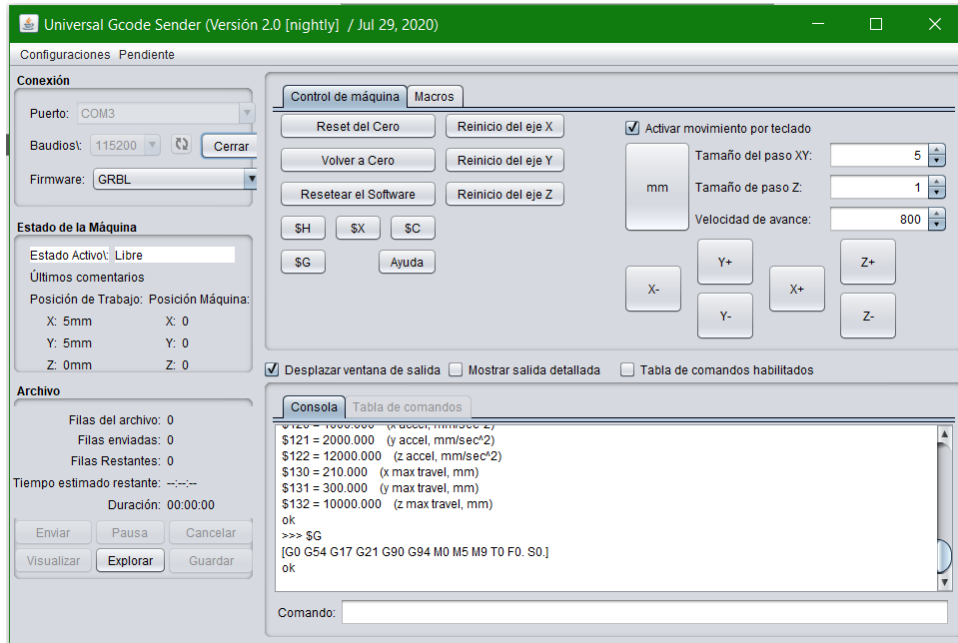 Universal Gcode Sender (Versión 2.0 [nightly] / Jul 29, 2020)
Configuraciones Pendiente
Conexión
Puerto: COM3
Baudios\: 115200
Cerrar
Firmware: GRBL
Estado de la Máquina
Estado Activo\: Libre
Últimos comentarios
Posición de Trabajo: Posición Máquina:
X: 5mm X: 0
Y: 5mm Y: 0
Z: 0mm Z: 0
Archivo
Filas del archivo: 0
Filas enviadas: 0
Filas Restantes: 0
Tiempo estimado restante: --:--:--
Duración: 00:00:00
Enviar Pausa Cancelar
Visualizar Explorar Guardar
Control de máquina Macros
Reset del Cero Reinicio del eje X
Volver a Cero Reinicio del eje Y
Resetear el Software Reinicio del eje Z
$H $X $C
$G Ayuda
Activar movimiento por teclado
mm
Tamaño del paso XY: 5
Tamaño de paso Z: 1
Velocidad de avance: 800
Y+ Z+
X- X+
Y- Z-
Desplazar ventana de salida Mostrar salida detallada Tabla de comandos habilitados
Consola Tabla de comandos
$121 = 2000.000 (y accel, mm/sec^2)
$122 = 12000.000 (z accel, mm/sec^2)
$130 = 210.000 (x max travel, mm)
$131 = 300.000 (y max travel, mm)
$132 = 10000.000 (z max travel, mm)
ok
>>> $G
[G0 G54 G17 G21 G90 G94 M0 M5 M9 T0 F0. S0.]
ok
Comando: